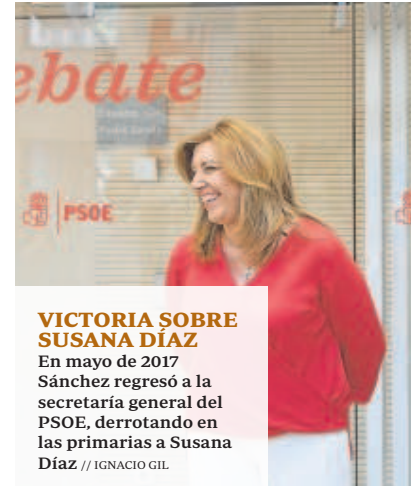 ebate
PSOE
VICTORIA SOBRE
SUSANA DÍAZ
En mayo de 2017
Sánchez regresó a la
secretaría general del
PSOE, derrotando en
las primarias a Susana
Díaz // IGNACIO GIL